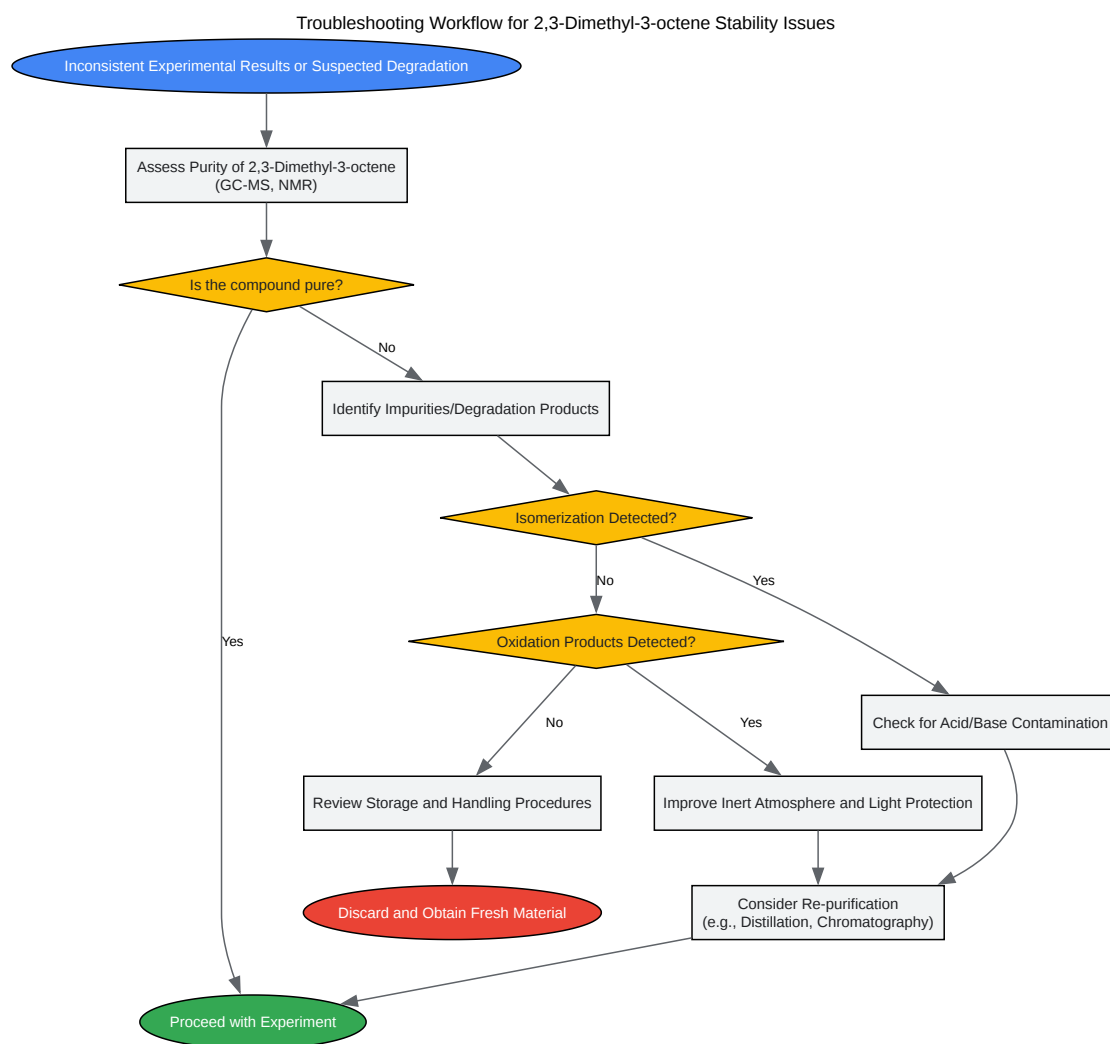 Troubleshooting Workflow for 2,3-Dimethyl-3-octene Stability Issues
Inconsistent Experimental Results or Suspected Degradation
Assess Purity of 2,3-Dimethyl-3-octene
(GC-MS, NMR)
Is the compound pure?
No
Identify Impurities/Degradation Products
Isomerization Detected?
No
Yes
Oxidation Products Detected?
Yes
No
Yes
Check for Acid/Base Contamination
Review Storage and Handling Procedures
Improve Inert Atmosphere and Light Protection
Discard and Obtain Fresh Material
Consider Re-purification
(e.g., Distillation, Chromatography)
Proceed with Experiment